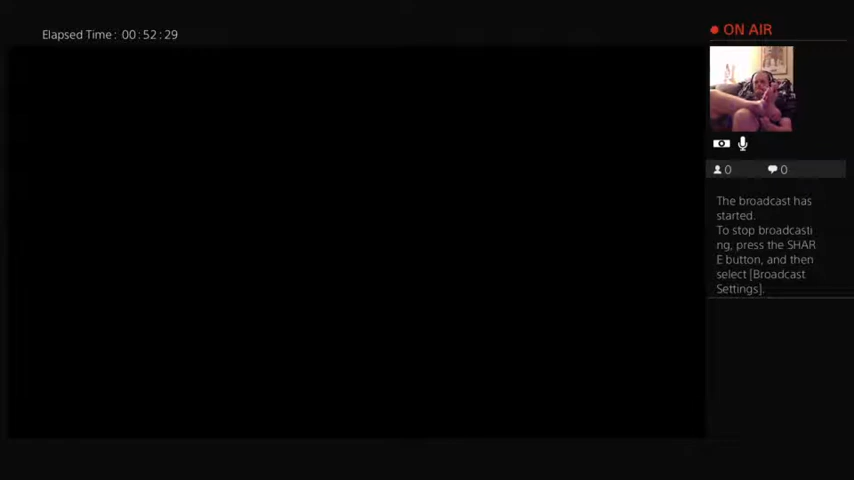 Elapsed Time: 00:52:29
ON AIR
0 0
The broadcast has
started.
To stop broadcasti
ng, press the SHAR
E button, and then
select [Broadcast
Settings].